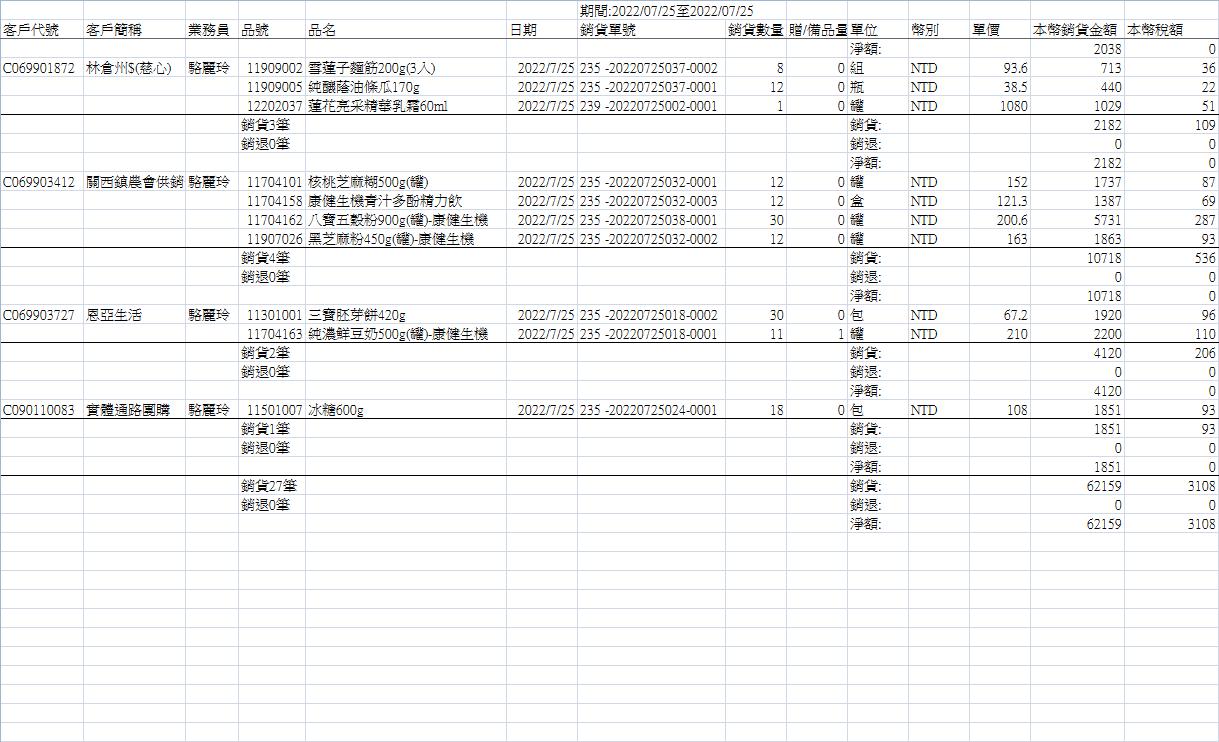 期間:2022/07/25至2022/07/25
客戶代號 客戶簡稱 業務員 品號 品名 日期 銷貨單號 銷貨數量 贈/備品量 單位 幣別 單價 本幣銷貨金額 本幣稅額
淨額: 2038 0
C069901872 林倉州$(慈心) 駱麗玲 11909002 雪蓮子麵筋200g(3入) 2022/7/25 235 -20220725037-0002 8 0 組 NTD 93.6 713 36
11909005 純釀蔭油條瓜170g 2022/7/25 235 -20220725037-0001 12 0 瓶 NTD 38.5 440 22
12202037 蓮花亮采精華乳霜60ml 2022/7/25 239 -20220725002-0001 1 0 罐 NTD 1080 1029 51
銷貨3筆 銷貨: 2182 109
銷退0筆 銷退: 0 0
淨額: 2182 0
C069903412 關西鎮農會供銷 駱麗玲 11704101 核桃芝麻糊500g(罐) 2022/7/25 235 -20220725032-0001 12 0 罐 NTD 152 1737 87
11704158 康健生機青汁多酚精力飲 2022/7/25 235 -20220725032-0003 12 0 盒 NTD 121.3 1387 69
11704162 八寶五穀粉900g(罐)-康健生機 2022/7/25 235 -20220725038-0001 30 0 罐 NTD 200.6 5731 287
11907026 黑芝麻粉450g(罐)-康健生機 2022/7/25 235 -20220725032-0002 12 0 罐 NTD 163 1863 93
銷貨4筆 銷貨: 10718 536
銷退0筆 銷退: 0 0
淨額: 10718 0
C069903727 恩亞生活 駱麗玲 11301001 三寶胚芽餅420g 2022/7/25 235 -20220725018-0002 30 0 包 NTD 67.2 1920 96
11704163 純濃鮮豆奶500g(罐)-康健生機 2022/7/25 235 -20220725018-0001 11 1 罐 NTD 210 2200 110
銷貨2筆 銷貨: 4120 206
銷退0筆 銷退: 0 0
淨額: 4120 0
C090110083 實體通路團購 駱麗玲 11501007 冰糖600g 2022/7/25 235 -20220725024-0001 18 0 包 NTD 108 1851 93
銷貨1筆 銷貨: 1851 93
銷退0筆 銷退: 0 0
淨額: 1851 0
銷貨27筆 銷貨: 62159 3108
銷退0筆 銷退: 0 0
淨額: 62159 3108